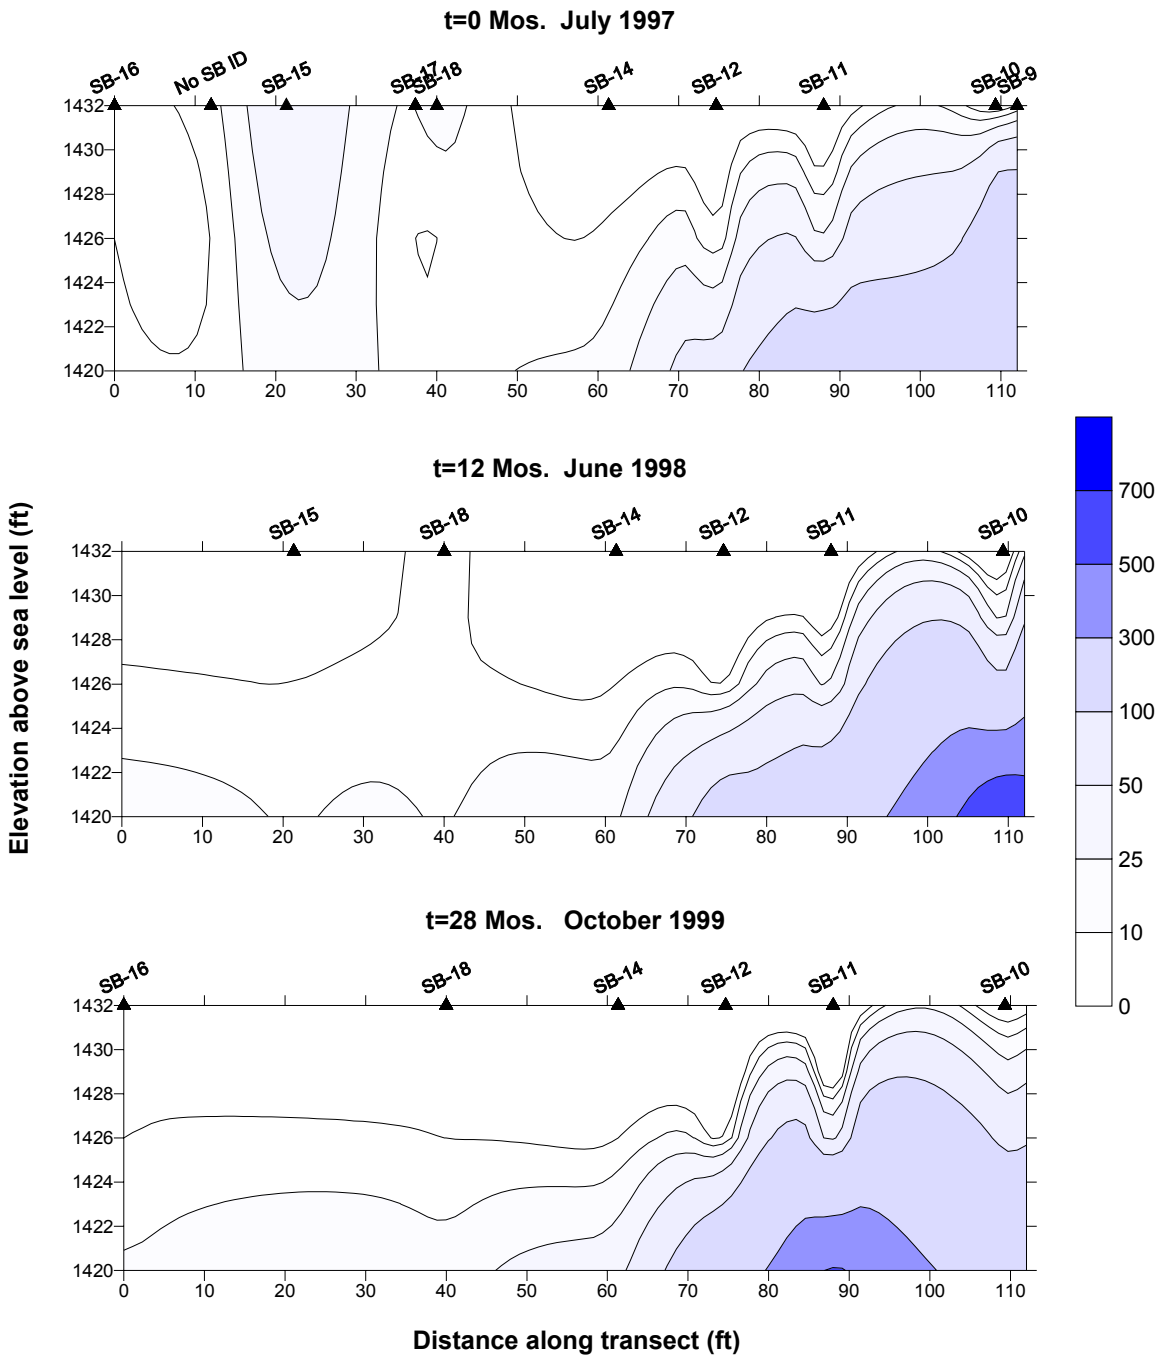 t=0 Mos. July 1997
SB-16 No SB ID SB-15 SB-17 SB-18 SB-14 SB-12 SB-11 SB-10 SB-9
1432
1430
1428
1426
1424
1422
1420
0 10 20 30 40 50 60 70 80 90 100 110
t=12 Mos. June 1998
SB-15 SB-18 SB-14 SB-12 SB-11 SB-10
1432
1430
1428
1426
1424
1422
1420
0 10 20 30 40 50 60 70 80 90 100 110
t=28 Mos. October 1999
SB-16 SB-18 SB-14 SB-12 SB-11 SB-10
1432
1430
1428
1426
1424
1422
1420
0 10 20 30 40 50 60 70 80 90 100 110
Elevation above sea level (ft)
Distance along transect (ft)
700
500
300
100
50
25
10
0